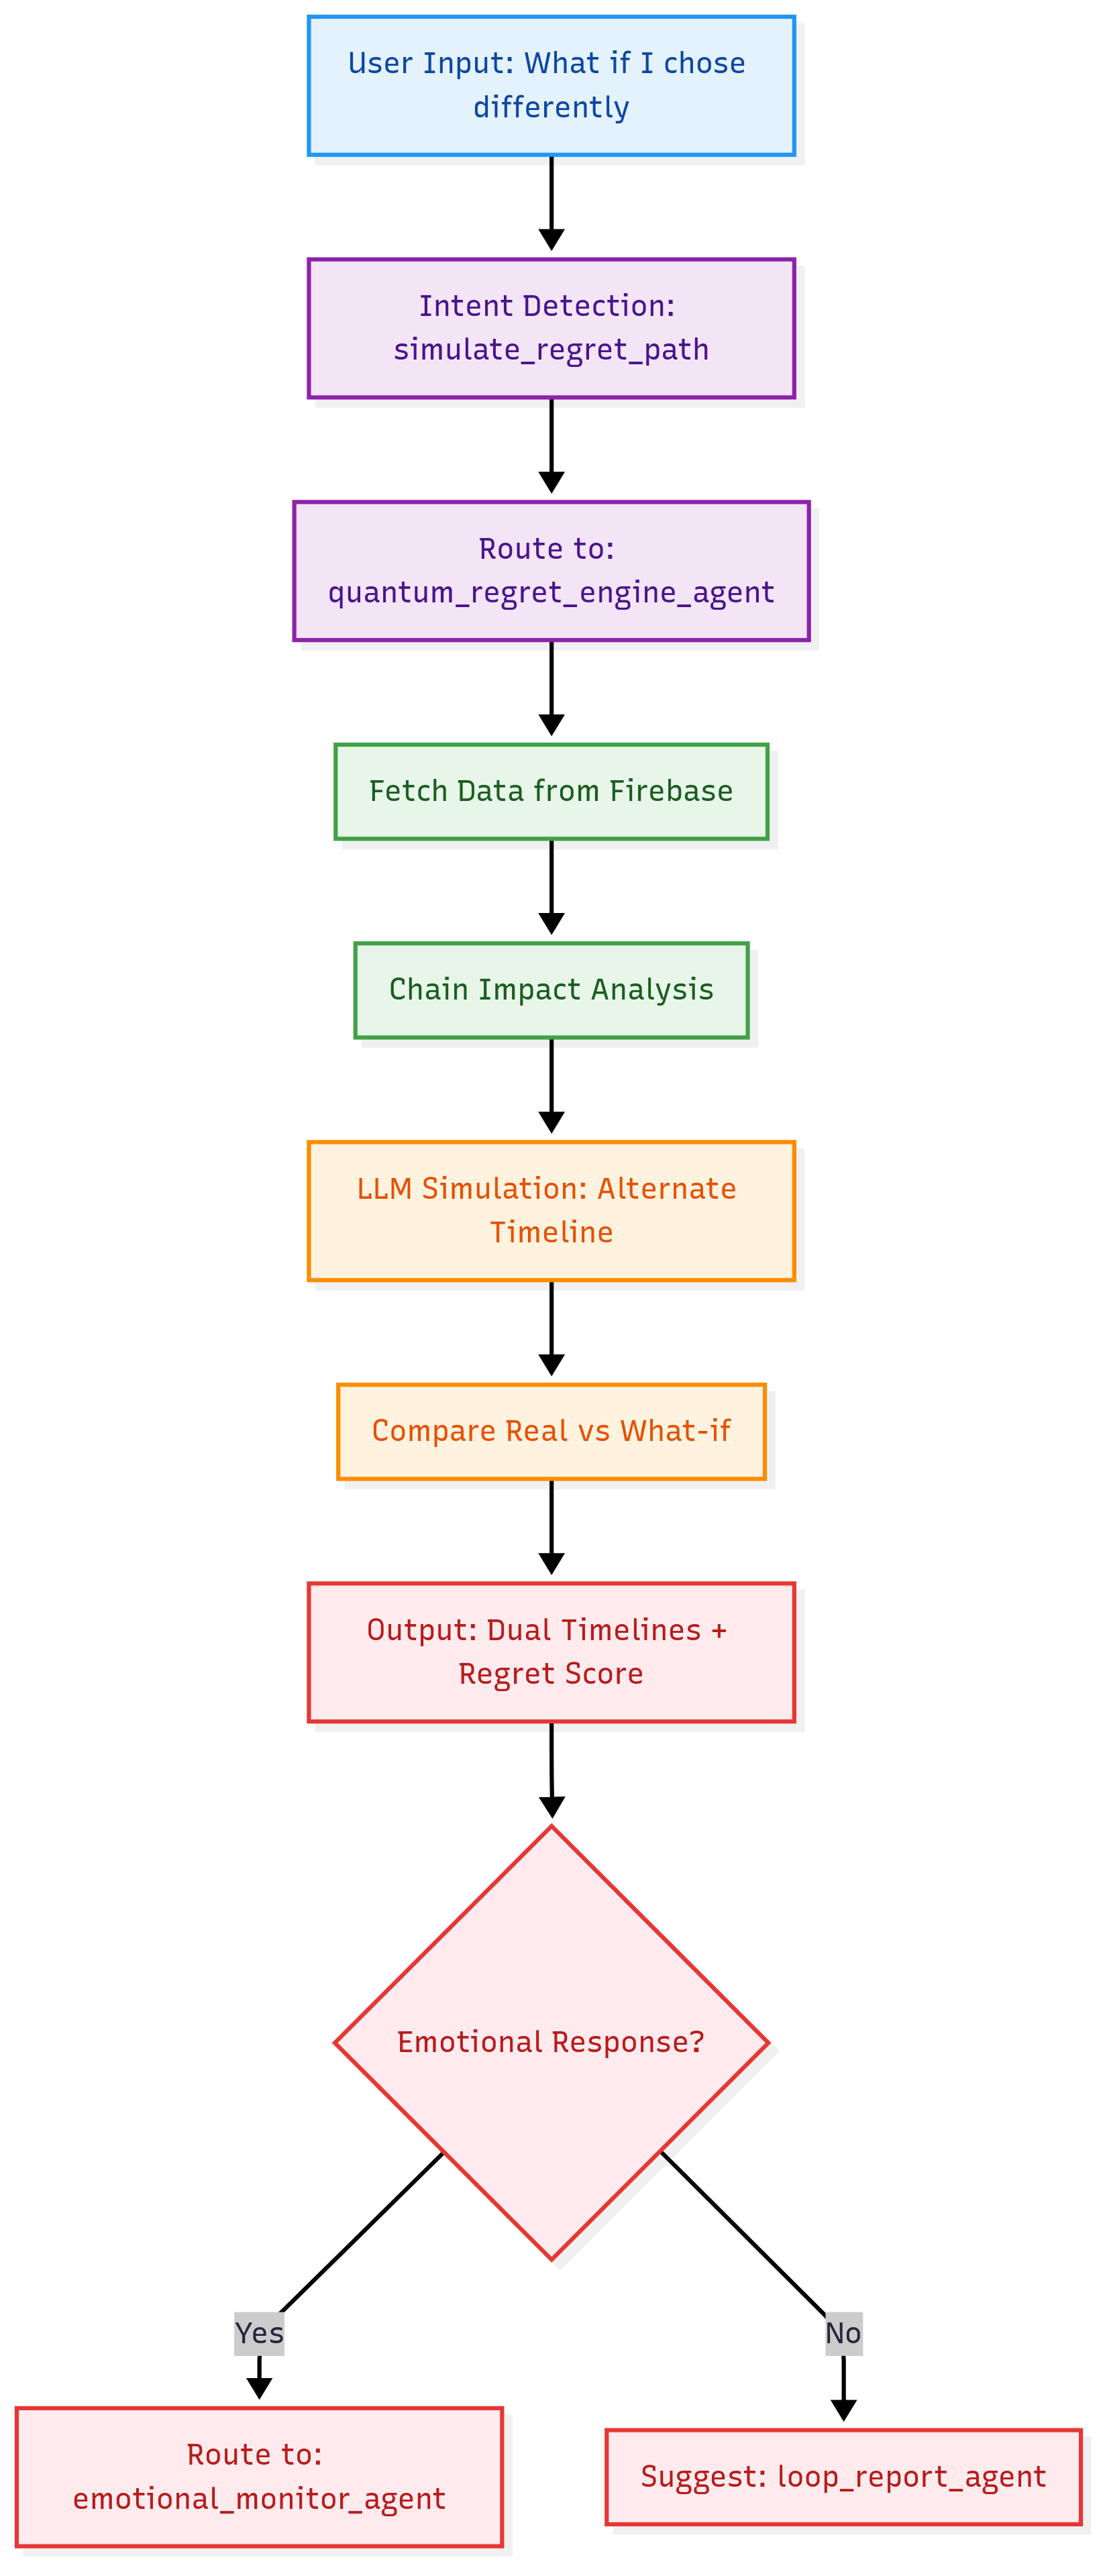 User Input: What if I chose
differently
Intent Detection:
simulate_regret_path
Route to:
quantum_regret_engine_agent
Fetch Data from Firebase
Chain Impact Analysis
LLM Simulation: Alternate
Timeline
Compare Real vs What-if
Output: Dual Timelines +
Regret Score
Emotional Response?
Yes
No
Route to:
emotional_monitor_agent
Suggest: loop_report_agent